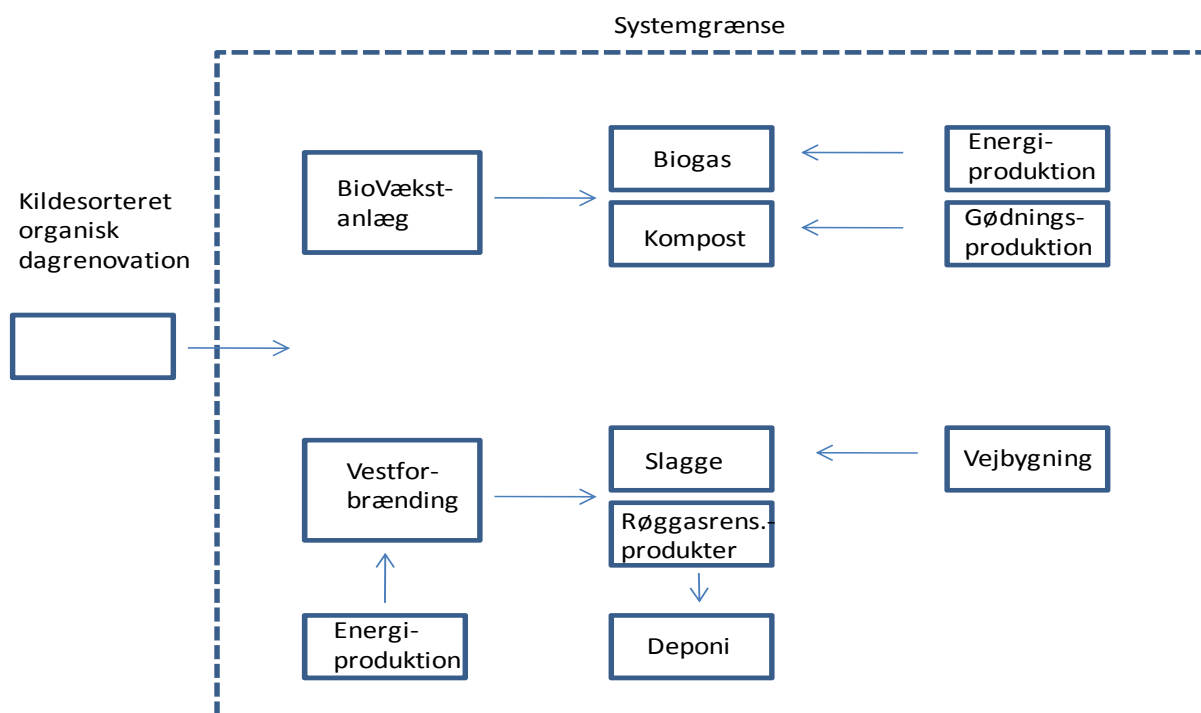 Systemgrænse
Kildesorteret
organisk
dagrenovation
BioVækst-
anlæg
Biogas
Kompost
Energi-
produktion
Gødnings-
produktion
Vestfor-
brænding
Slagge
Røggasrens.-
produkter
Vejbygning
Energi-
produktion
Deponi